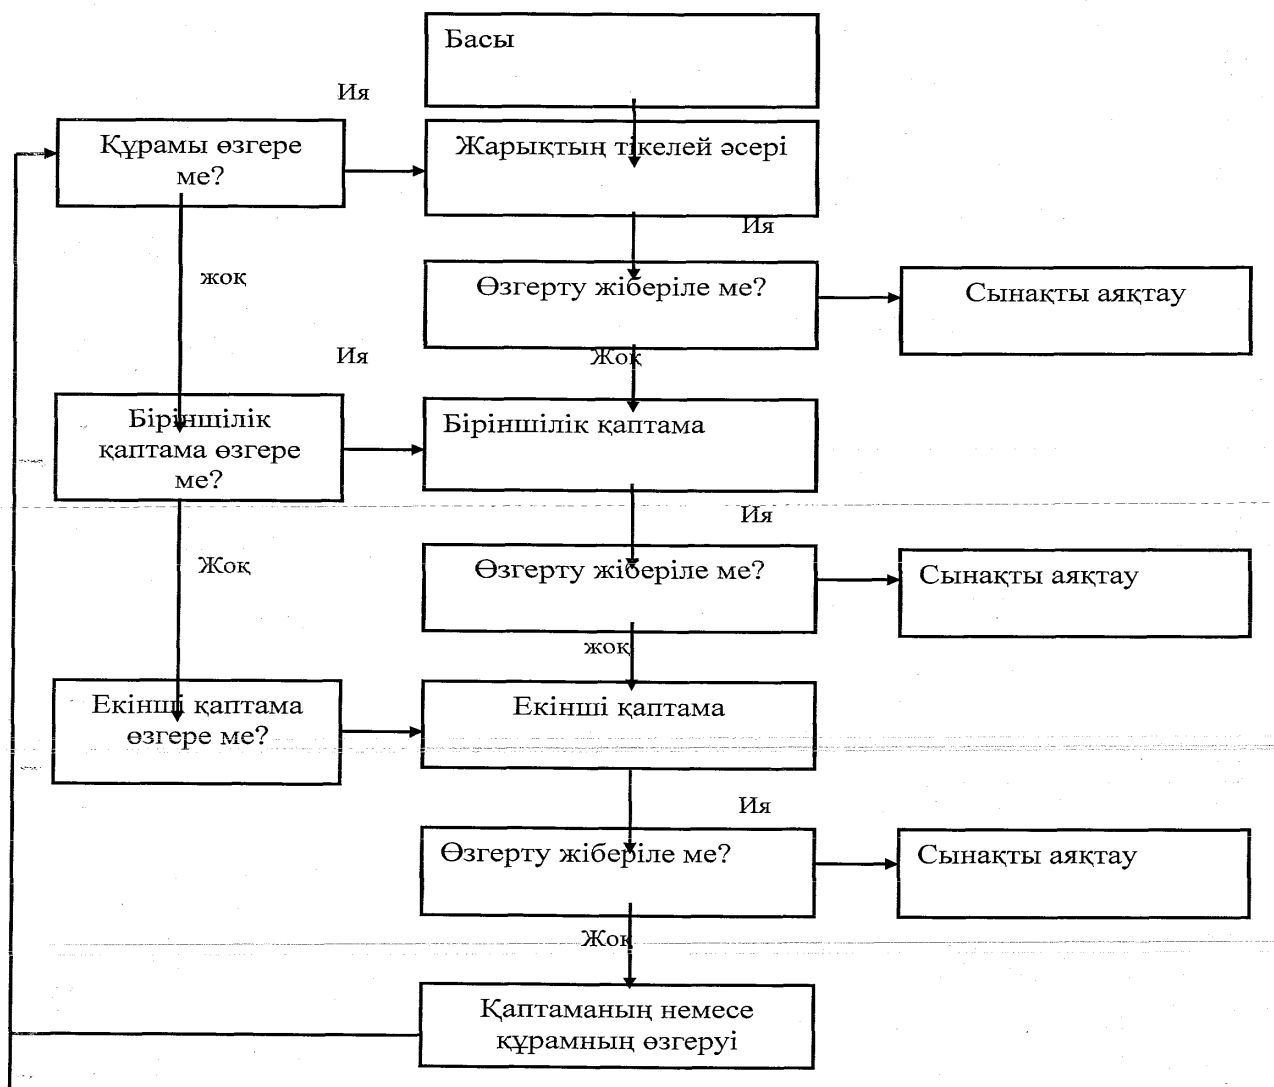 Басы
Ия
Құрамы өзгере
ме?
Жарықтың тікелей әсері
Ия
жоқ
Өзгерту жіберіле ме?
Сынақты аяқтау
Ия
Жоқ
Біріншілік
қаптама өзгере
ме?
Біріншілік қаптама
Ия
Жоқ
Өзгерту жіберіле ме?
Сынақты аяқтау
жоқ
Екінші қаптама
өзгере ме?
Екінші қаптама
Ия
Өзгерту жіберіле ме?
Сынақты аяқтау
Жоқ
Қаптаманың немесе
құрамның өзгеруі